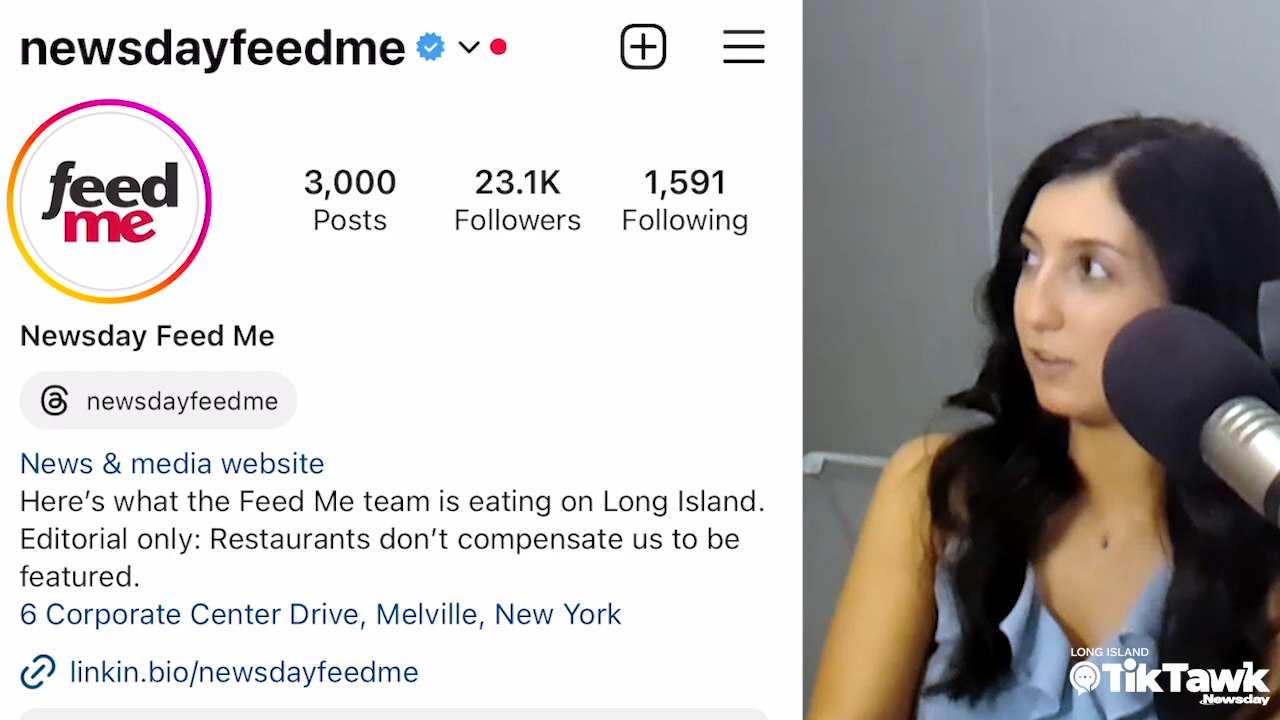 newsdayfeedme
feed
me
3,000
Posts
23.1K
Followers
1,591
Following
Newsday Feed Me
newsdayfeedme
News & media website
Here’s what the Feed Me team is eating on Long Island.
Editorial only: Restaurants don’t compensate us to be
featured.
6 Corporate Center Drive, Melville, New York
linkin.bio/newsdayfeedme
LONG ISLAND
TikTawk
Newsday